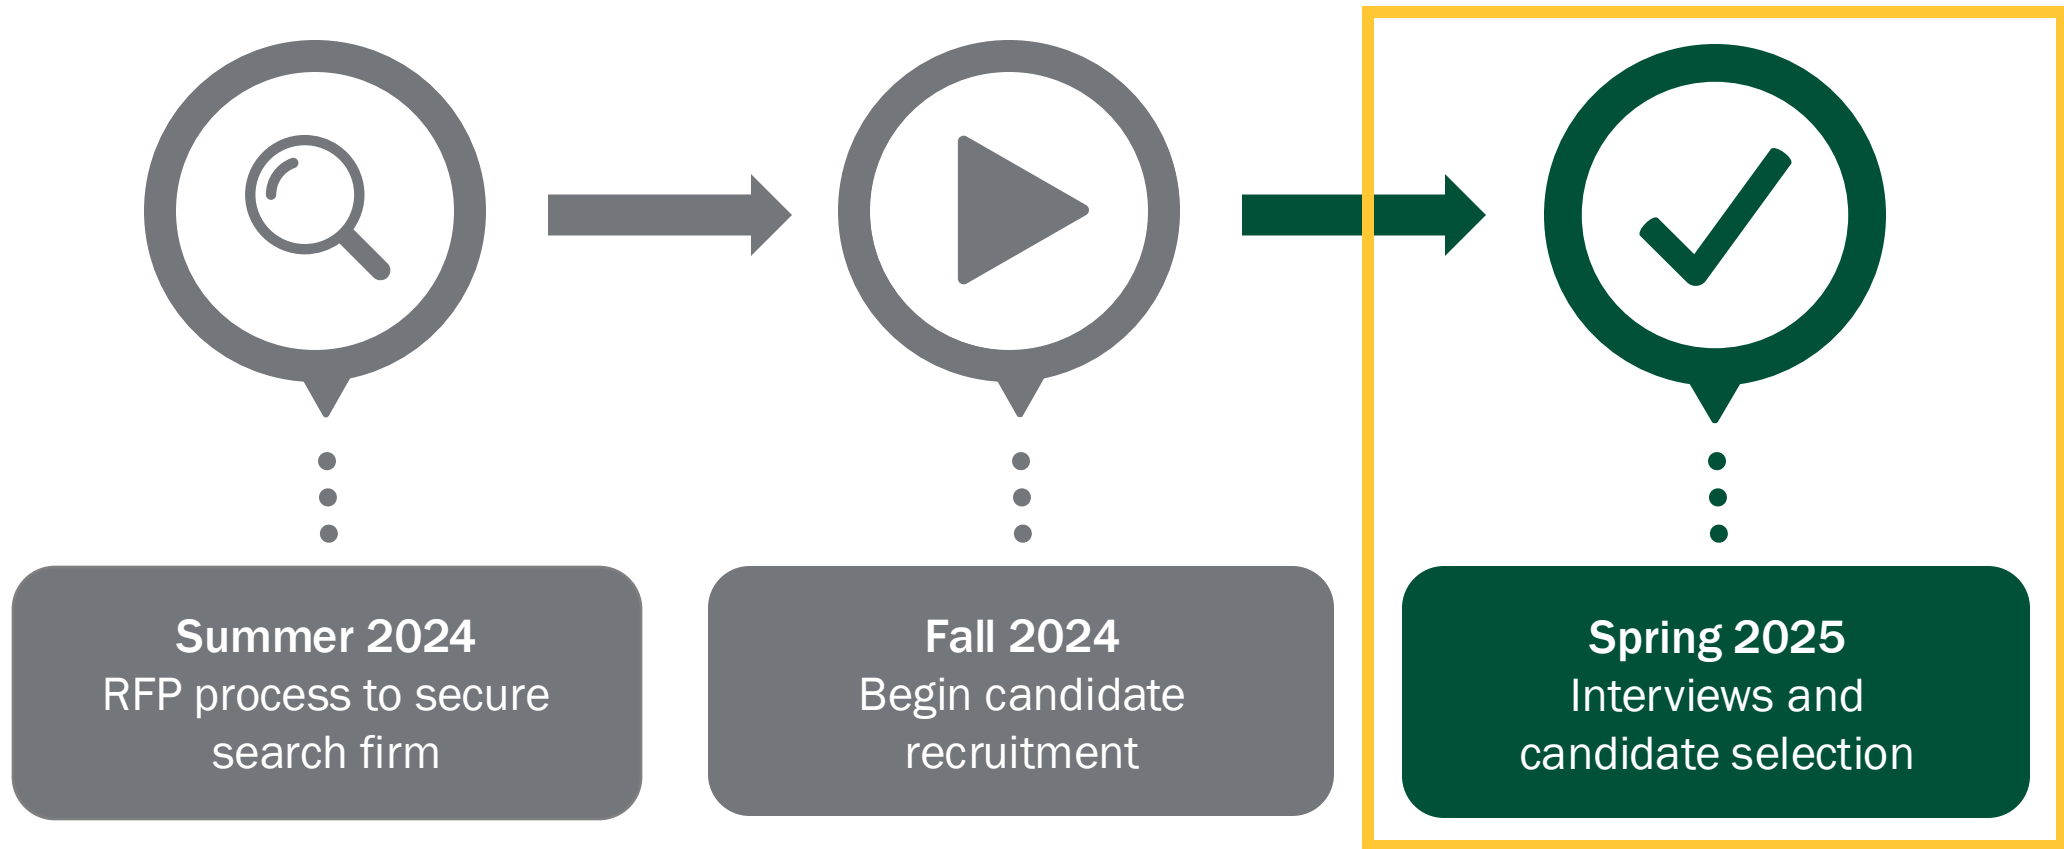 Summer 2024
RFP process to secure
search firm
Fall 2024
Begin candidate
recruitment
Spring 2025
Interviews and
candidate selection